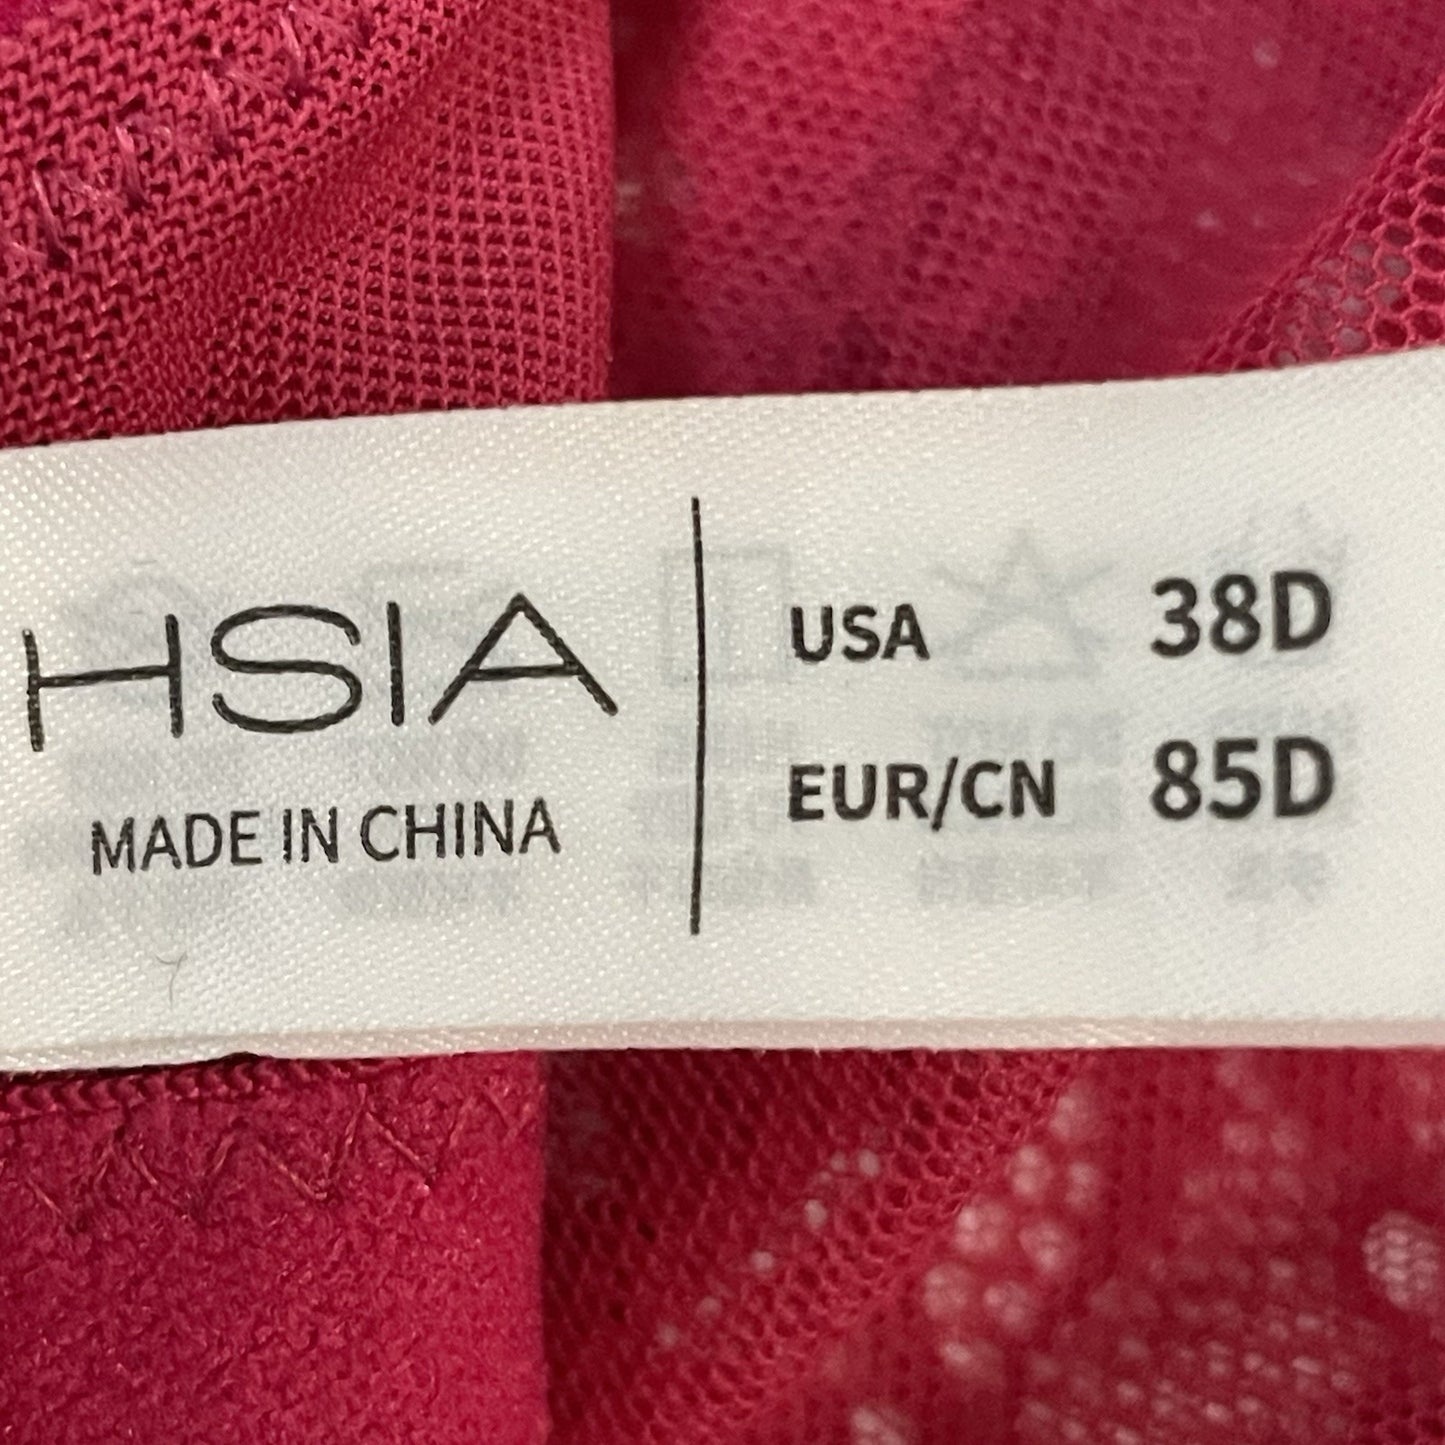 HSIA
MADE IN CHINA
USA 38D
EUR/CN 85D